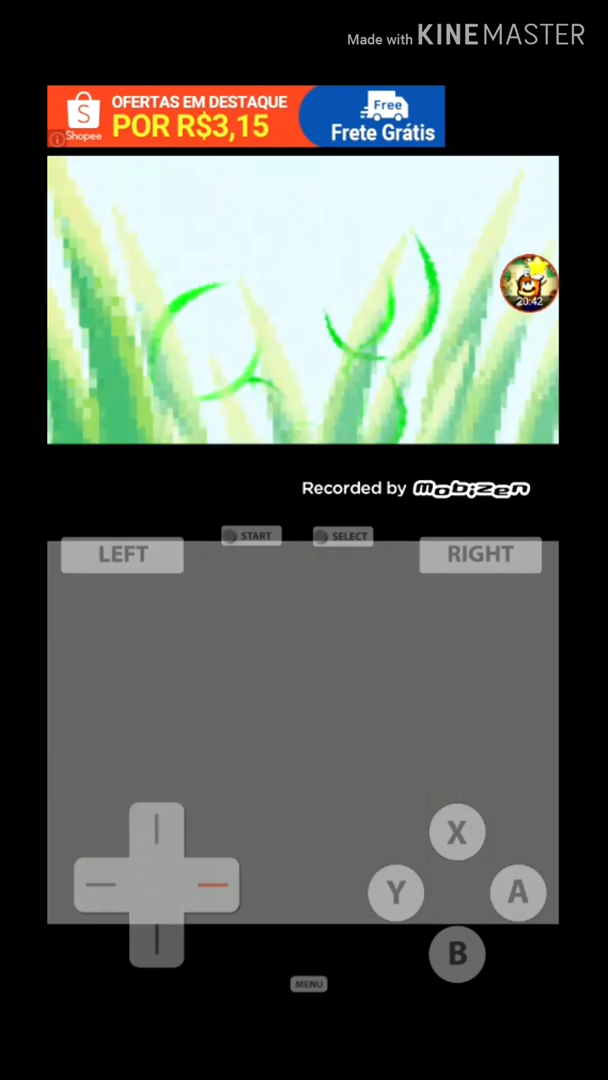 Made with KINEMASTER
OFERTAS EM DESTAQUE
POR R$3,15
Shopee
Free
Frete Grátis
20:42
Recorded by mobizen
START
SELECT
LEFT
RIGHT
X
Y
A
B
MENU